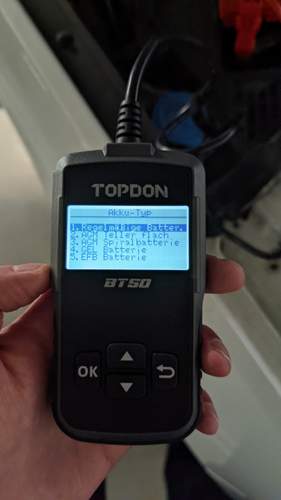 TOPDON
Akku-Typ
1.Regelmäßige Batter.
2.AGM Teller flach
3.AGM Spiralbatterie
4.GEL Batterie
5.EFB Batterie
BT50
OK